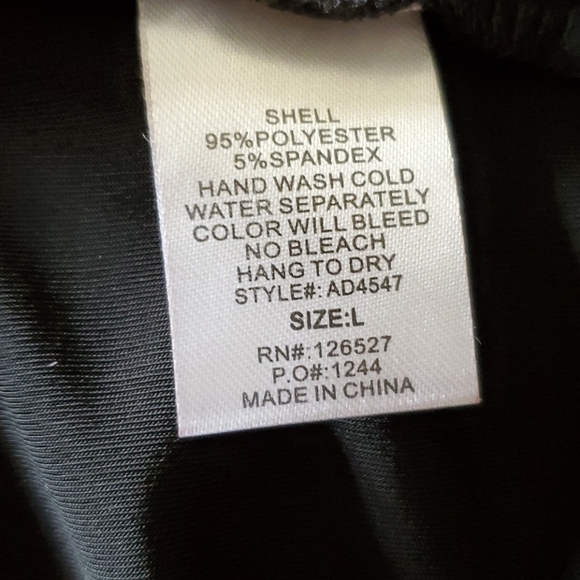 SHELL
95%POLYESTER
5%SPANDEX
HAND WASH COLD
WATER SEPARATELY
COLOR WILL BLEED
NO BLEACH
HANG TO DRY
STYLE#: AD4547
SIZE:L
RN#:126527
P.O#:1244
MADE IN CHINA